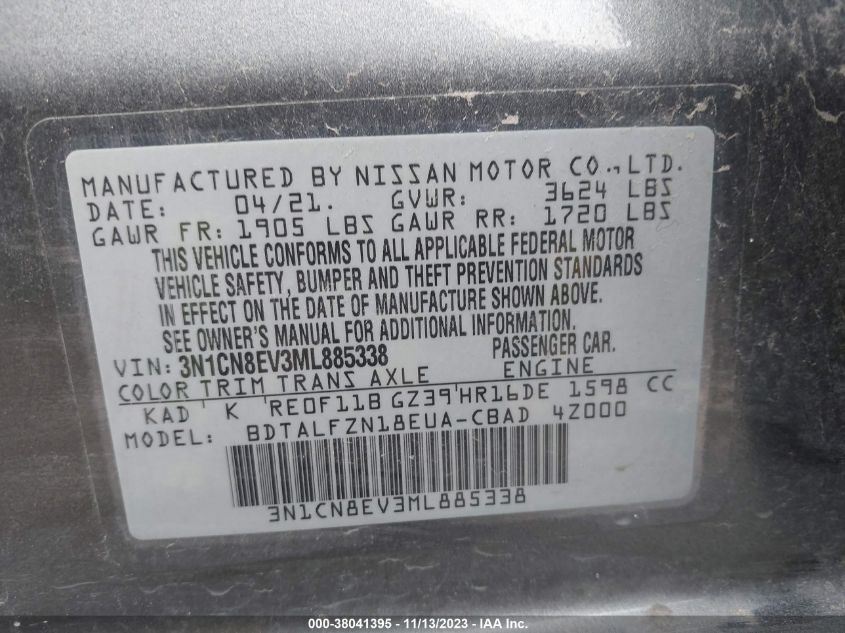 MANUFACTURED BY NISSAN MOTOR CO., LTD.
DATE: 04/21. GVWR: 3624 LBS
GAWR FR: 1905 LBS GAWR RR: 1720 LBS
THIS VEHICLE CONFORMS TO ALL APPLICABLE FEDERAL MOTOR
VEHICLE SAFETY, BUMPER AND THEFT PREVENTION STANDARDS
IN EFFECT ON THE DATE OF MANUFACTURE SHOWN ABOVE.
SEE OWNER'S MANUAL FOR ADDITIONAL INFORMATION.
VIN: 3N1CN8EV3ML885338 PASSENGER CAR.
COLOR TRIM TRANS AXLE ENGINE
KAD K RE0F11B GZ39 HR16DE 1598 CC
MODEL: BDTALFZN18EUA-CBAD 4Z000
3N1CN8EV3ML885338
000-38041395 - 11/13/2023 - IAA Inc.